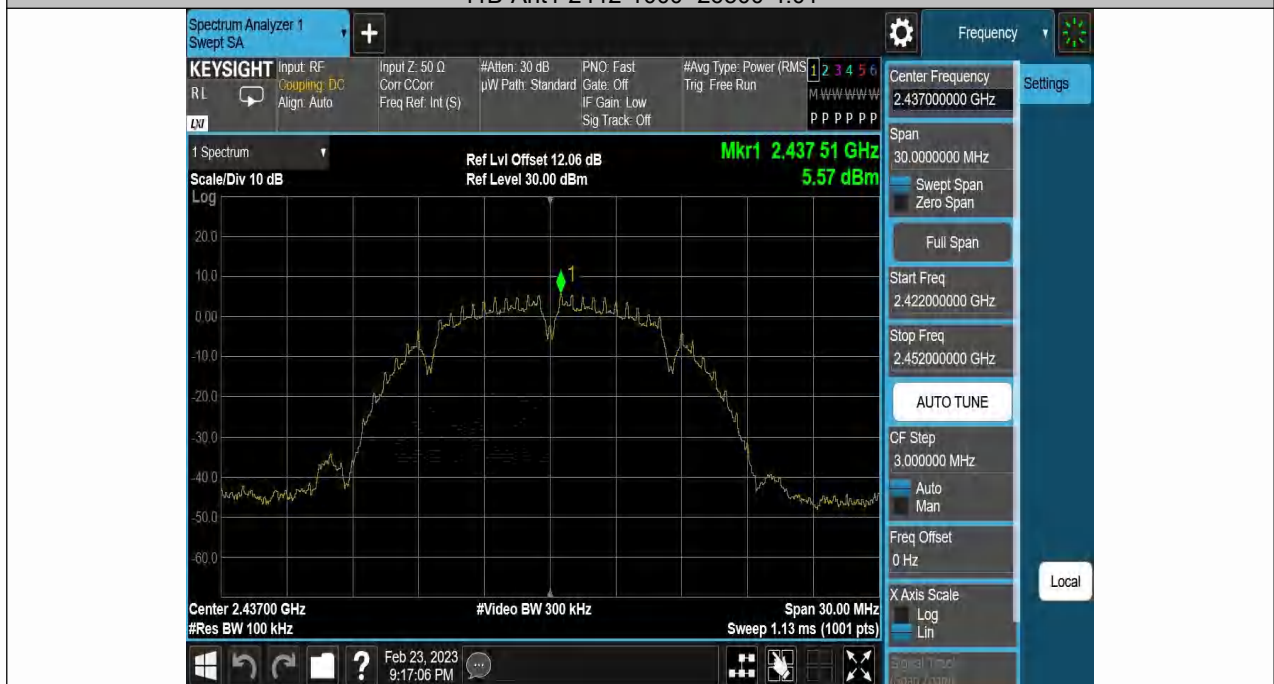 Spectrum Analyzer 1
Swept SA
+
Frequency
KEYSIGHT
RL
LXI
Input: RF
Coupling: DC
Align: Auto
Input Z: 50 Ω
Corr CCorr
Freq Ref: Int (S)
#Atten: 30 dB
µW Path: Standard
PNO: Fast
Gate: Off
IF Gain: Low
Sig Track: Off
#Avg Type: Power (RMS
Trig: Free Run
1 2 3 4 5 6
M W W W W W
P P P P P P
Center Frequency
2.437000000 GHz
Settings
1 Spectrum
Scale/Div 10 dB
Ref Lvl Offset 12.06 dB
Ref Level 30.00 dBm
Mkr1 2.437 51 GHz
5.57 dBm
Span
30.0000000 MHz
Swept Span
Zero Span
Full Span
Start Freq
2.422000000 GHz
Stop Freq
2.452000000 GHz
AUTO TUNE
CF Step
3.000000 MHz
Auto
Man
Freq Offset
0 Hz
X Axis Scale
Log
Lin
Local
Log
20.0
10.0
0.00
-10.0
-20.0
-30.0
-40.0
-50.0
-60.0
1
Center 2.43700 GHz
#Video BW 300 kHz
Span 30.00 MHz
#Res BW 100 kHz
Sweep 1.13 ms (1001 pts)
?
Feb 23, 2023
9:17:06 PM